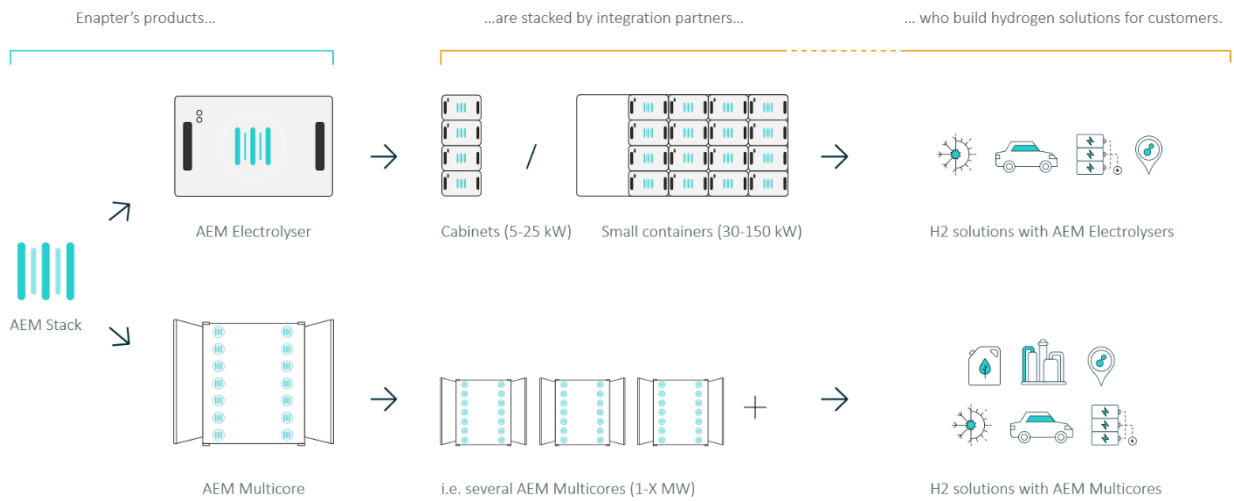 Enapter's products…
…are stacked by integration partners…
… who build hydrogen solutions for customers.
AEM Stack
AEM Electrolyser
Cabinets (5-25 kW)
/
Small containers (30-150 kW)
H2 solutions with AEM Electrolysers
AEM Multicore
i.e. several AEM Multicores (1-X MW)
+
H2 solutions with AEM Multicores